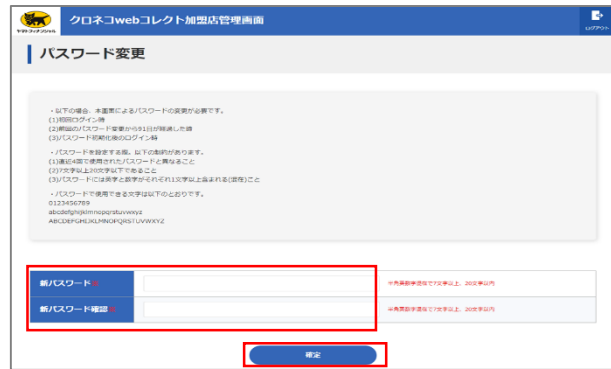 クロネコwebコレクト加盟店管理画面
ログアウト
パスワード変更
・以下の場合、本画面によるパスワードの変更が必要です。
(1)初回ログイン時
(2)前回のパスワード変更から91日が経過した時
(3)パスワード初期化後のログイン時
・パスワードを設定する際、以下の制約があります。
(1)直近4回で使用されたパスワードと異なること
(2)7文字以上20文字以下であること
(3)パスワードには英字と数字がそれぞれ1文字以上含まれる(混在)こと
・パスワードで使用できる文字は以下のとおりです。
0123456789
abcdefghijklmnopqrstuvwxyz
ABCDEFGHIJKLMNOPQRSTUVWXYZ
新パスワード※
※角英数字混在で7文字以上、20文字以内
新パスワード確認※
※角英数字混在で7文字以上、20文字以内
確定